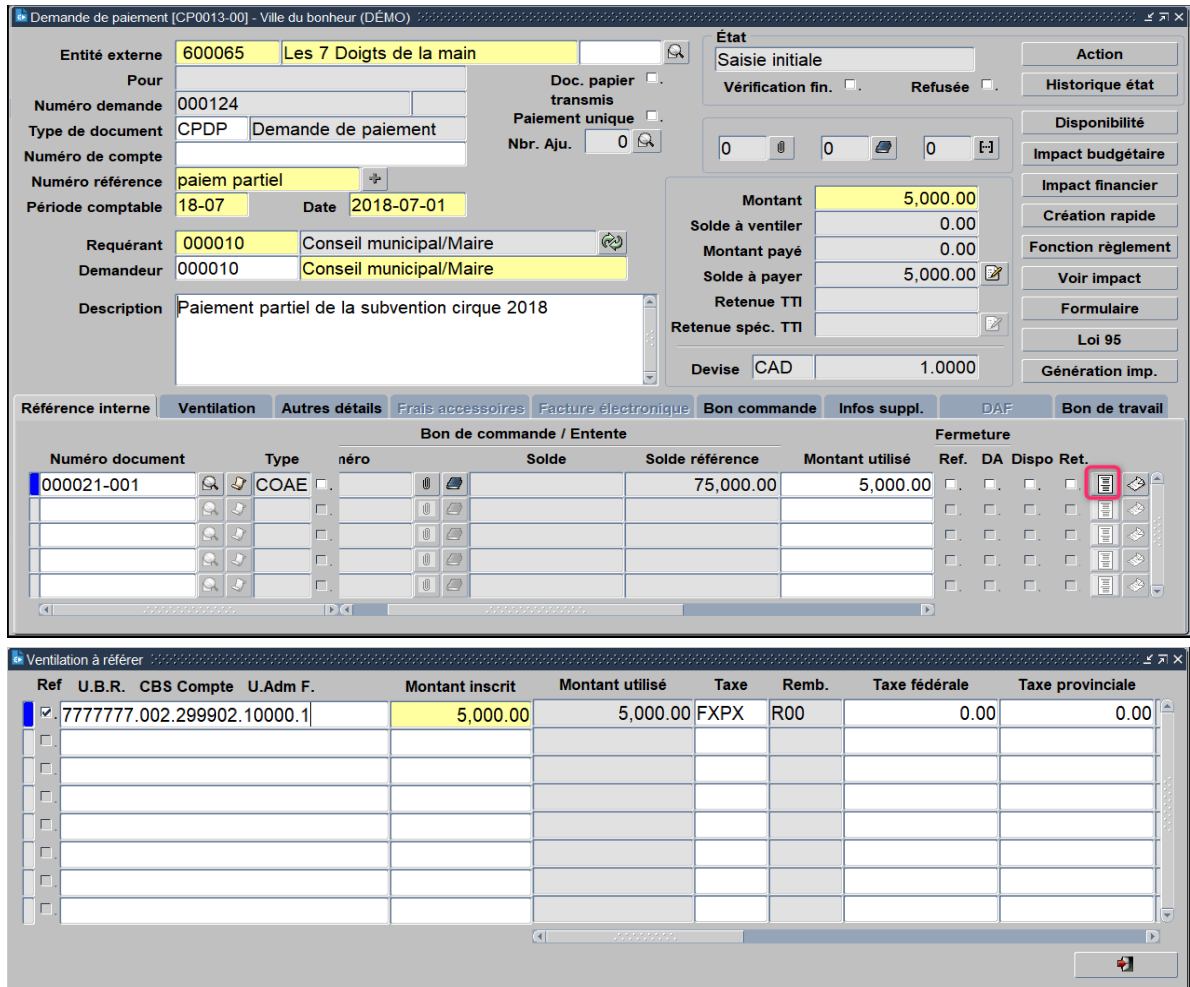 Demande de paiement [CP0013-00] - Ville du bonheur (DÉMO)
Entité externe 600065 Les 7 Doigts de la main
Pour
Numéro demande 000124
Type de document CPDP Demande de paiement
Numéro de compte
Numéro référence paiem partiel
Période comptable 18-07 Date 2018-07-01
Requérant 000010 Conseil municipal/Maire
Demandeur 000010 Conseil municipal/Maire
Description Paiement partiel de la subvention cirque 2018
Doc. papier
transmis
Paiement unique
Nbr. Aju. 0
État
Saisie initiale
Vérification fin. Refusée
0 0 0
Montant 5,000.00
Solde à ventiler 0.00
Montant payé 0.00
Solde à payer 5,000.00
Retenue TTI
Retenue spéc. TTI
Devise CAD 1.0000
Action
Historique état
Disponibilité
Impact budgétaire
Impact financier
Création rapide
Fonction règlement
Voir impact
Formulaire
Loi 95
Génération imp.
Référence interne Ventilation Autres détails Frais accessoires Facture électronique Bon commande Infos suppl. DAF Bon de travail
Bon de commande / Entente Fermeture
Numéro document Type néro Solde Solde référence Montant utilisé Ref. DA Dispo Ret.
000021-001 COAE 75,000.00 5,000.00
Ventilation à référer
Ref U.B.R. CBS Compte U.Adm F. Montant inscrit Montant utilisé Taxe Remb. Taxe fédérale Taxe provinciale
7777777.002.299902.10000.1 5,000.00 5,000.00 FXPX R00 0.00 0.00